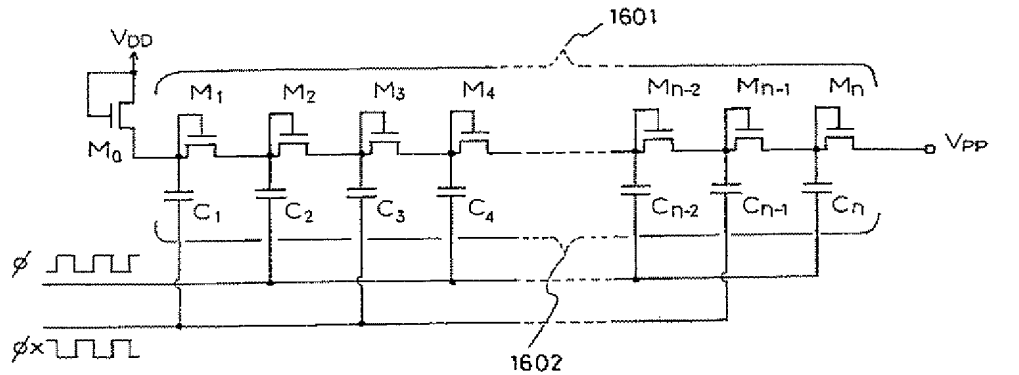 1601
VDD
M1 M2 M3 M4 Mn-2 Mn-1 Mn
M0
VPP
C1 C2 C3 C4 Cn-2 Cn-1 Cn
ϕ
ϕx
1602